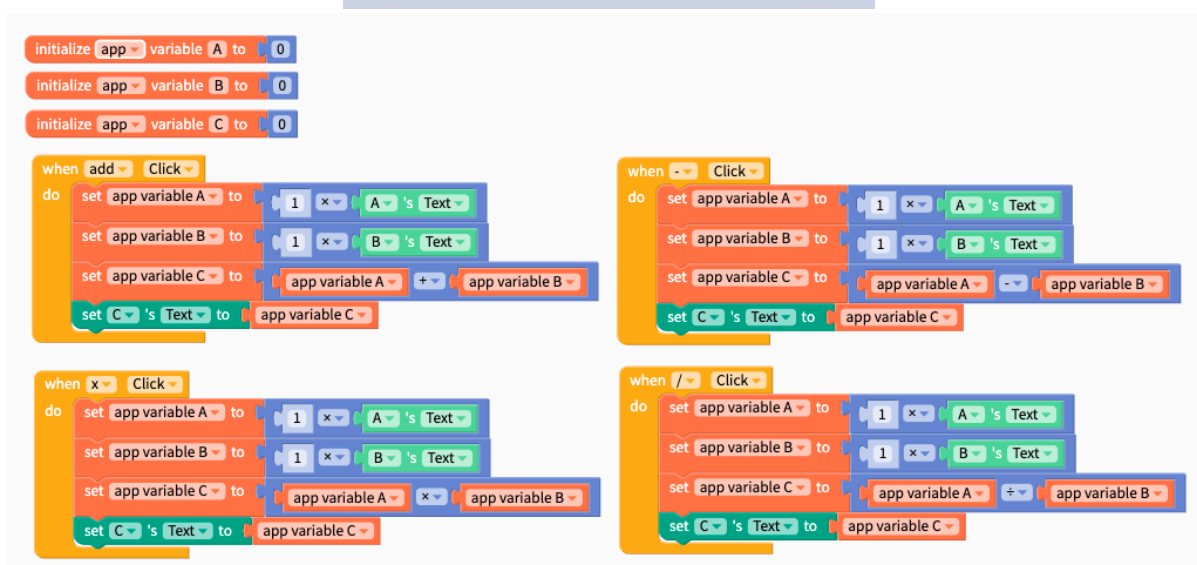 initialize app variable A to 0
initialize app variable B to 0
initialize app variable C to 0
when add Click
do set app variable A to 1 × A 's Text
set app variable B to 1 × B 's Text
set app variable C to app variable A + app variable B
set C 's Text to app variable C
when - Click
do set app variable A to 1 × A 's Text
set app variable B to 1 × B 's Text
set app variable C to app variable A - app variable B
set C 's Text to app variable C
when x Click
do set app variable A to 1 × A 's Text
set app variable B to 1 × B 's Text
set app variable C to app variable A × app variable B
set C 's Text to app variable C
when / Click
do set app variable A to 1 × A 's Text
set app variable B to 1 × B 's Text
set app variable C to app variable A ÷ app variable B
set C 's Text to app variable C